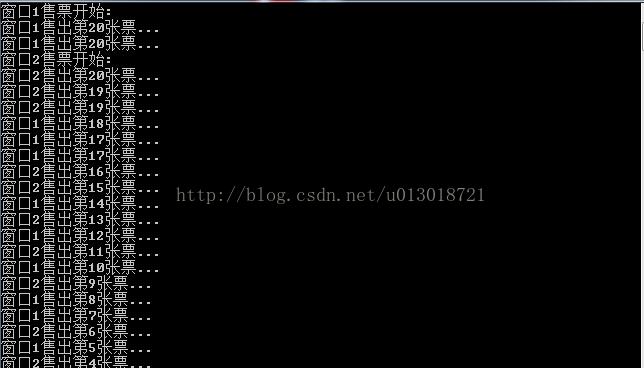 窗口1售票开始:
窗口1售出第20张票...
窗口1售出第20张票...
窗口2售票开始:
窗口2售出第20张票...
窗口2售出第19张票...
窗口2售出第19张票...
窗口1售出第18张票...
窗口1售出第17张票...
窗口1售出第17张票...
窗口2售出第16张票...
窗口2售出第15张票...
窗口1售出第14张票...
窗口2售出第13张票...
窗口1售出第12张票...
窗口2售出第11张票...
窗口1售出第10张票...
窗口2售出第9张票...
窗口1售出第8张票...
窗口1售出第7张票...
窗口2售出第6张票...
窗口1售出第5张票...
窗口2售出第4张票...
http://blog.csdn.net/u013018721